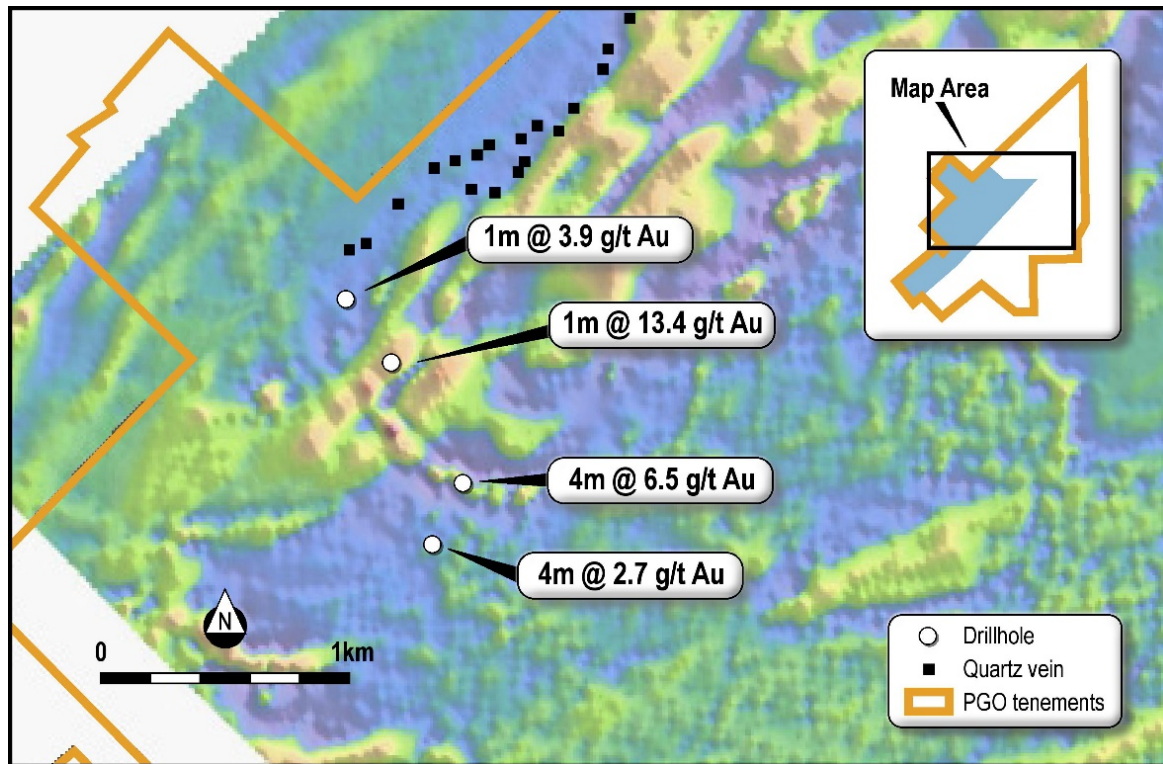 Map Area
1m @ 3.9 g/t Au
1m @ 13.4 g/t Au
4m @ 6.5 g/t Au
4m @ 2.7 g/t Au
N
0 1km
Drillhole
Quartz vein
PGO tenements